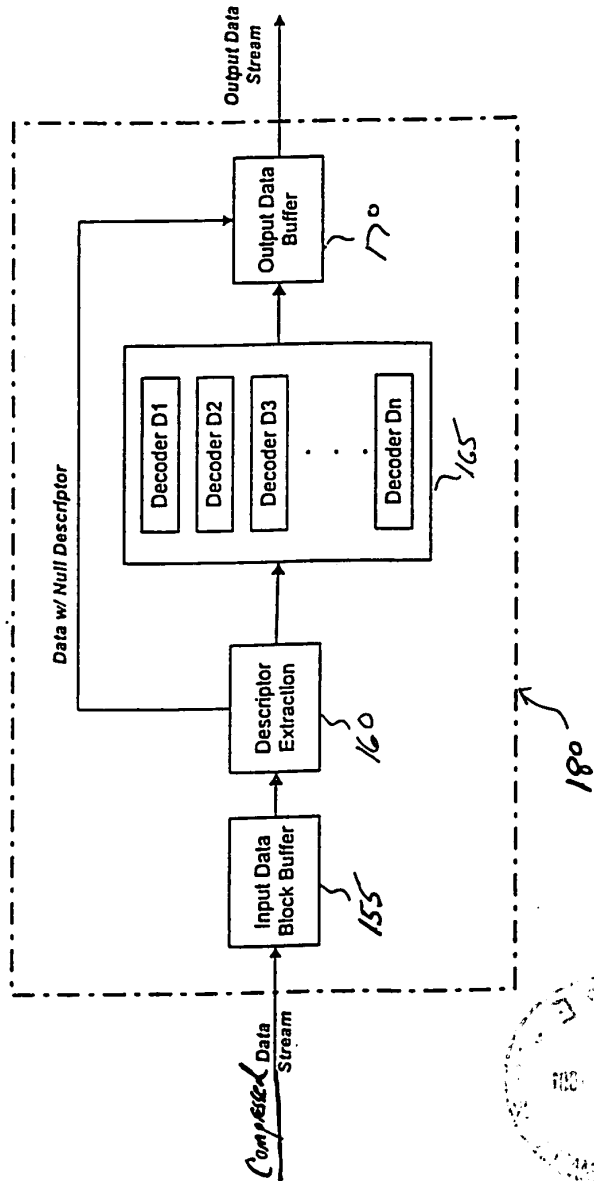 Compressed Data
Stream
Input Data
Block Buffer
155
Descriptor
Extraction
160
Data w/ Null Descriptor
Decoder D1
Decoder D2
Decoder D3
. . . .
Decoder Dn
165
Output Data
Buffer
170
Output Data
Stream
180